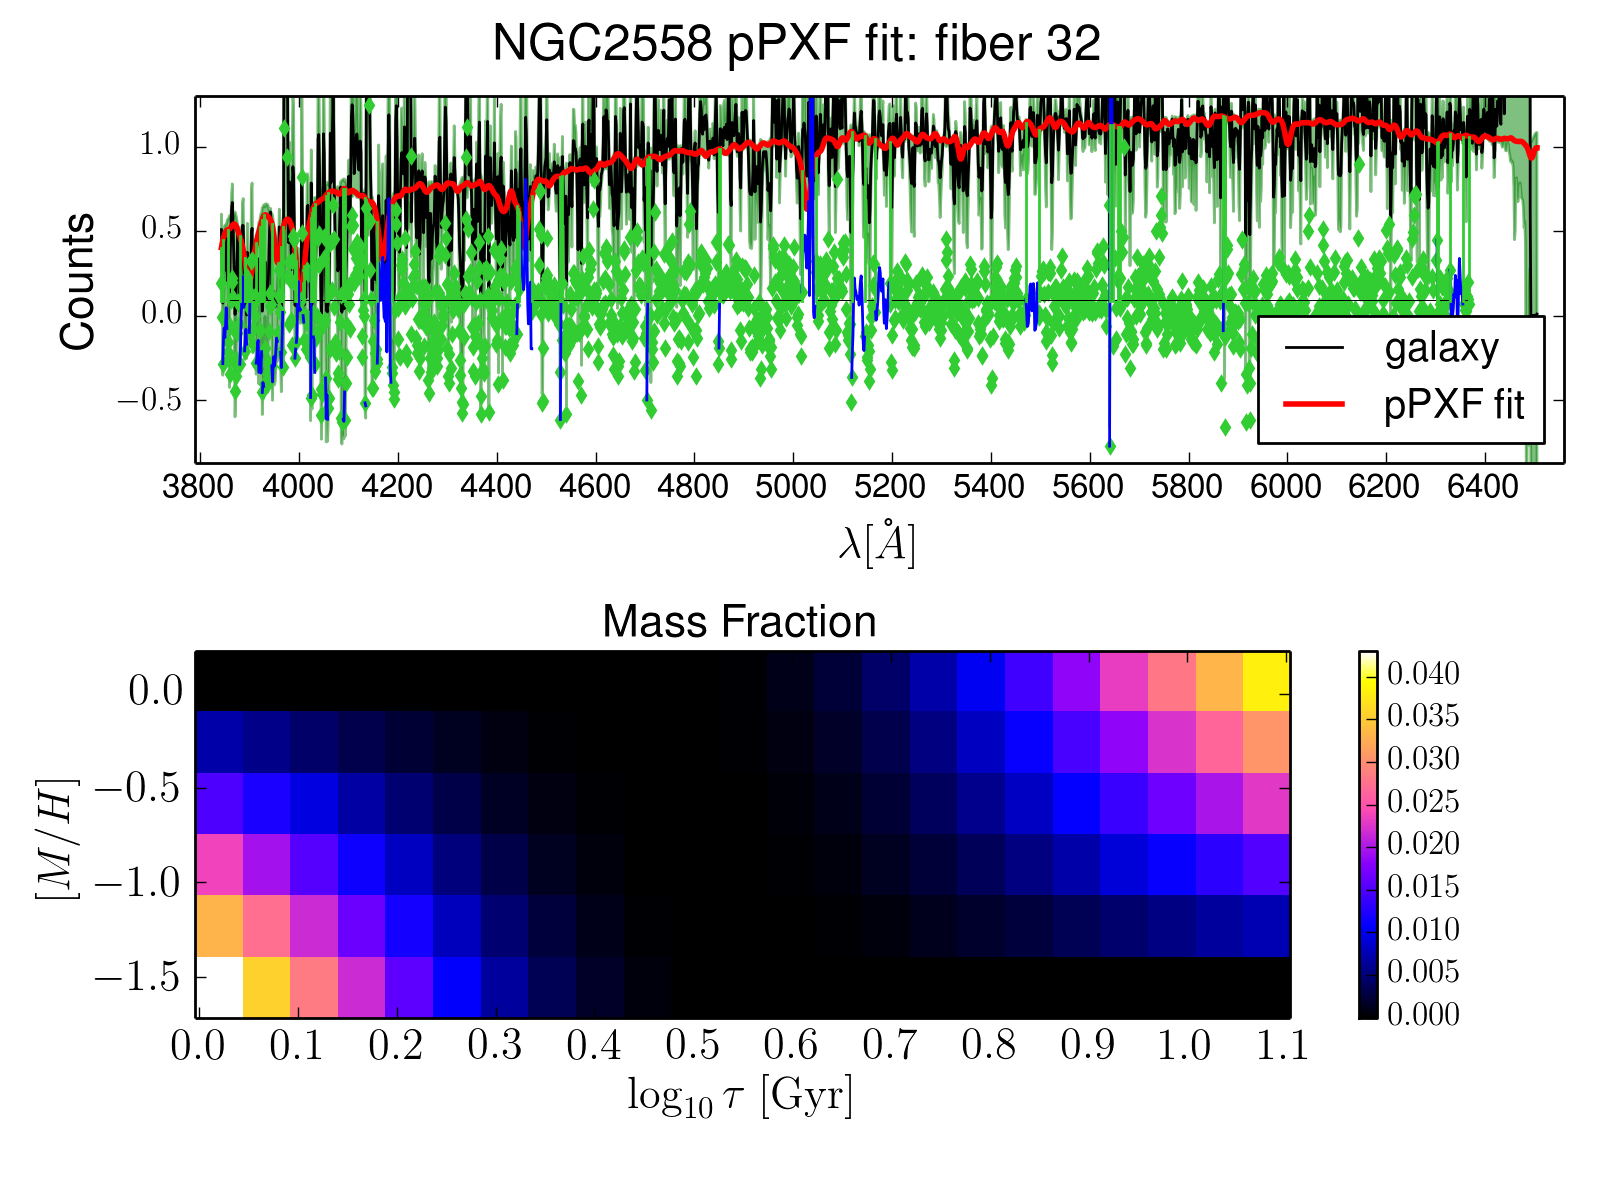 NGC2558 pPXF fit: fiber 32
Counts
1.0
0.5
0.0
−0.5
galaxy
pPXF fit
3800 4000 4200 4400 4600 4800 5000 5200 5400 5600 5800 6000 6200 6400
λ[Å]
Mass Fraction
[M/H]
0.0
−0.5
−1.0
−1.5
0.0 0.1 0.2 0.3 0.4 0.5 0.6 0.7 0.8 0.9 1.0 1.1
log₁₀ τ [Gyr]
0.040
0.035
0.030
0.025
0.020
0.015
0.010
0.005
0.000